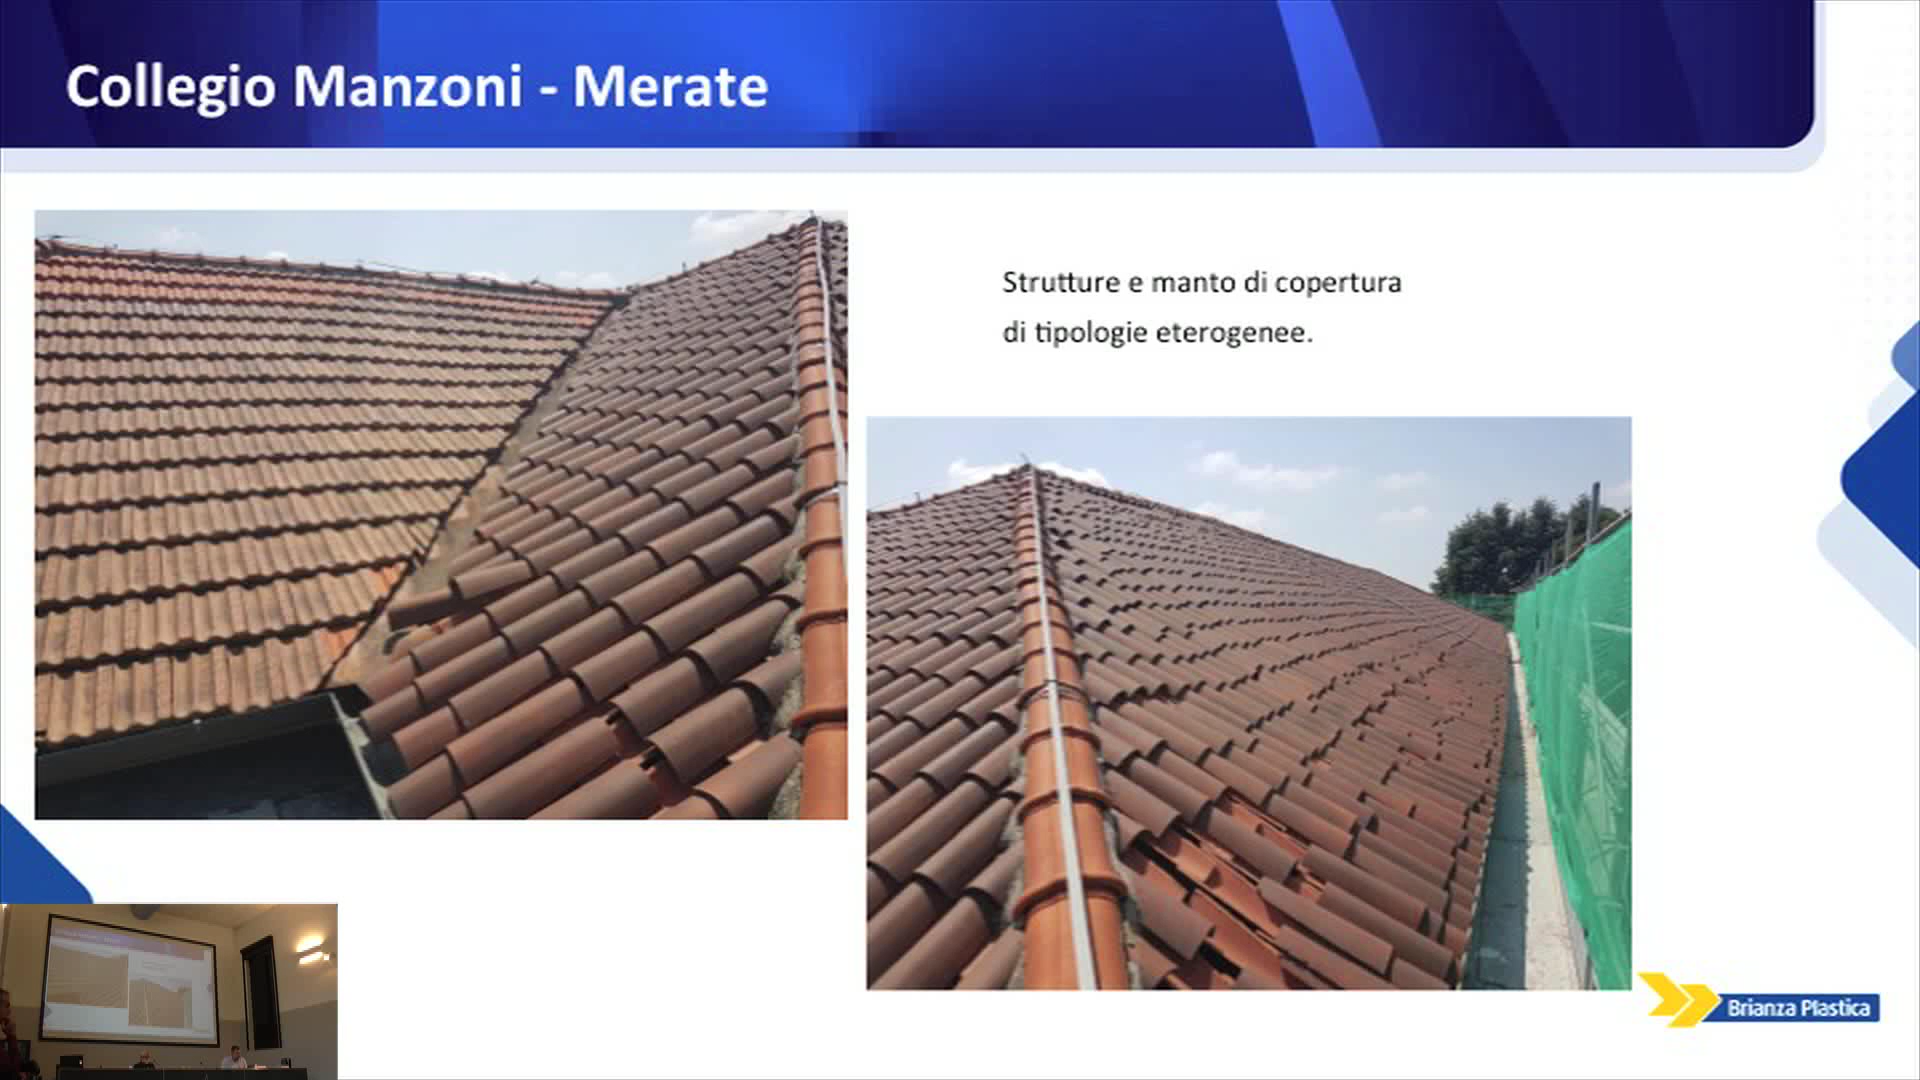 Collegio Manzoni - Merate
Strutture e manto di copertura
di tipologie eterogenee.
Brianza Plastica